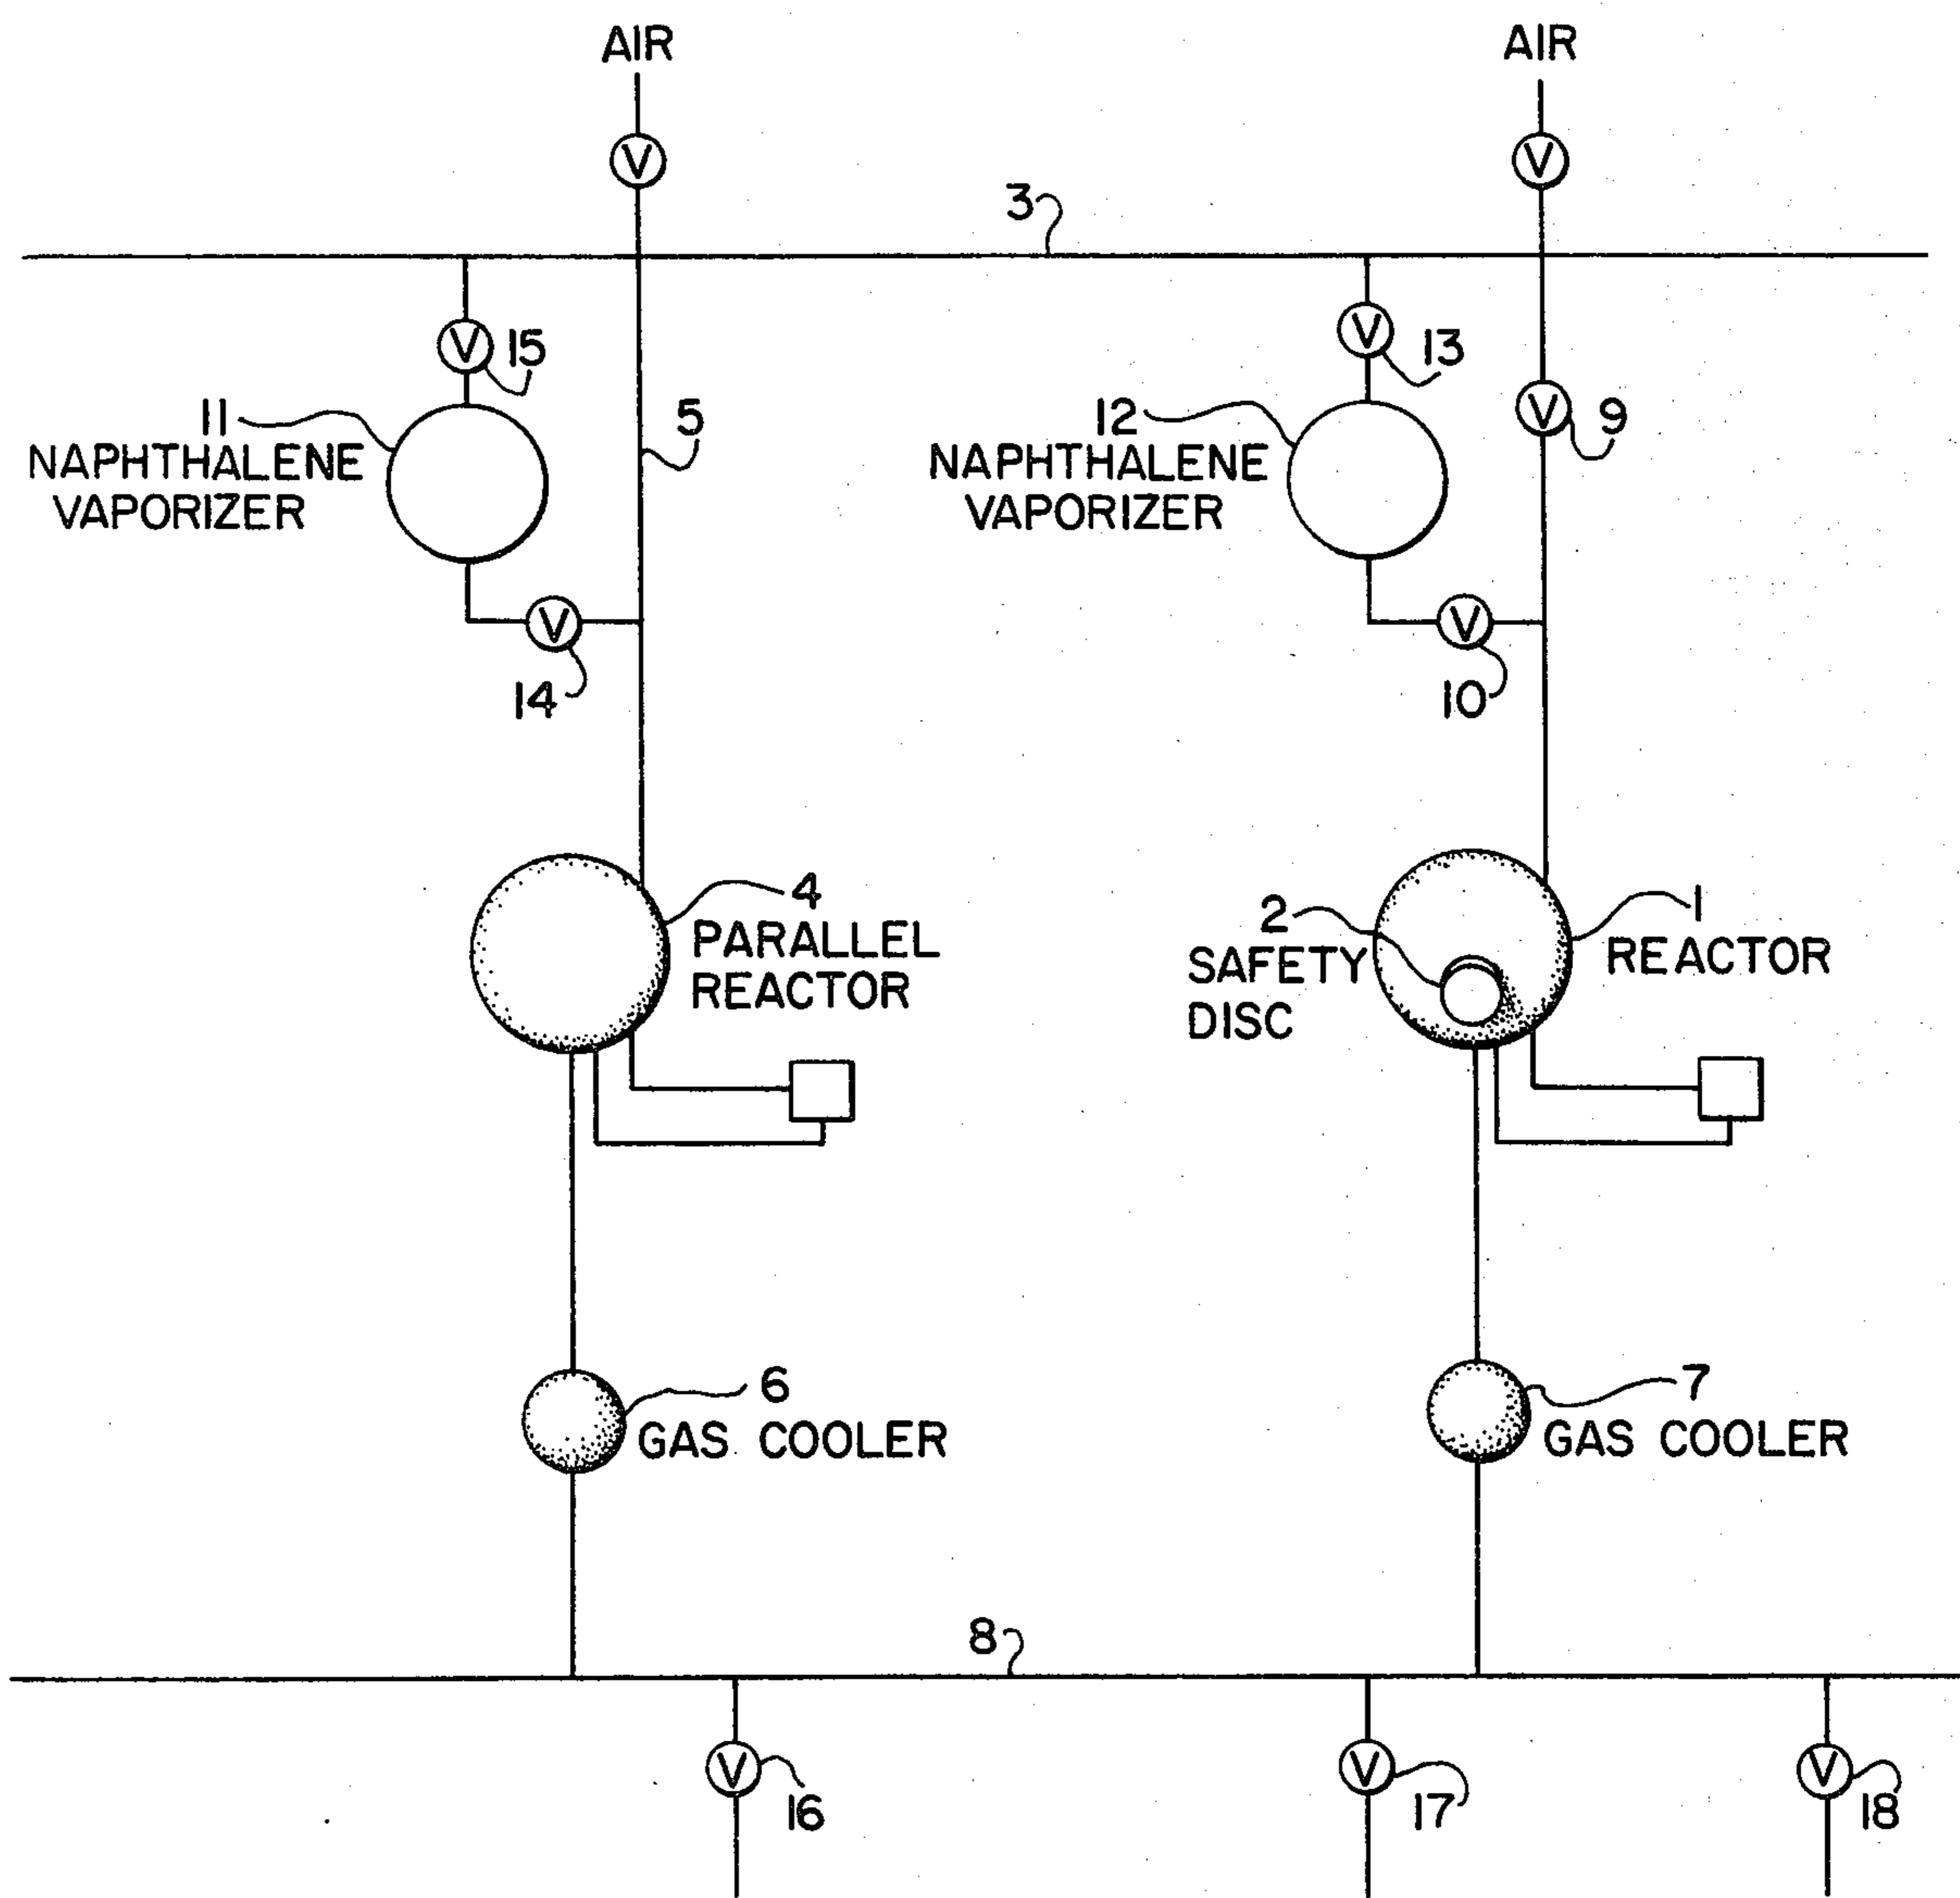 AIR
AIR
V
V
3
V 15
V 13
11
NAPHTHALENE
VAPORIZER
5
12
NAPHTHALENE
VAPORIZER
V 9
V
14
V
10
4
PARALLEL
REACTOR
2
SAFETY
DISC
1
REACTOR
6
GAS COOLER
7
GAS COOLER
8
V
16
V
17
V
18